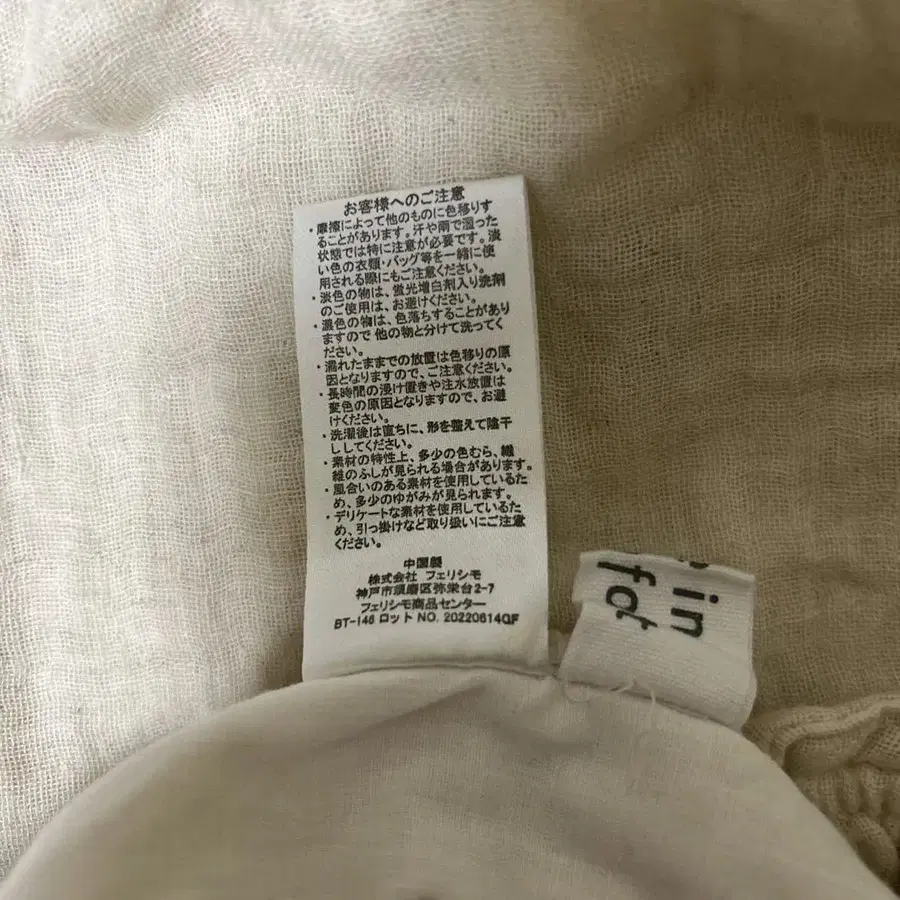 お客様へのご注意
・摩擦によって他のものに色移りす
ることがあります。汗や雨で湿った
状態では特に注意が必要です。淡
い色の衣類・バッグ等を一緒に使
用される際にもご注意ください。
・淡色の物は、蛍光増白剤入り洗剤
のご使用は、お避けください。
・濃色の物は、色落ちすることがあり
ますので 他の物と分けて洗ってく
ださい。
・濡れたままでの放置は色移りの原
因となりますので、ご注意ください。
・長時間の浸け置きや注水放置は
変色の原因となりますので、お避
けください。
・洗濯後は直ちに、形を整えて陰干
ししてください。
・素材の特性上、多少の色むら、繊
維のふしが見られる場合があります。
・風合いのある素材を使用しているた
め、多少のゆがみが見られます。
・デリケートな素材を使用しているた
め、引っ掛けなど取り扱いにご注意
ください。
中国製
株式会社 フェリシモ
神戸市須磨区弥栄台2-7
フェリシモ商品センター
BT-146 ロット NO. 20220614GF
in
fat